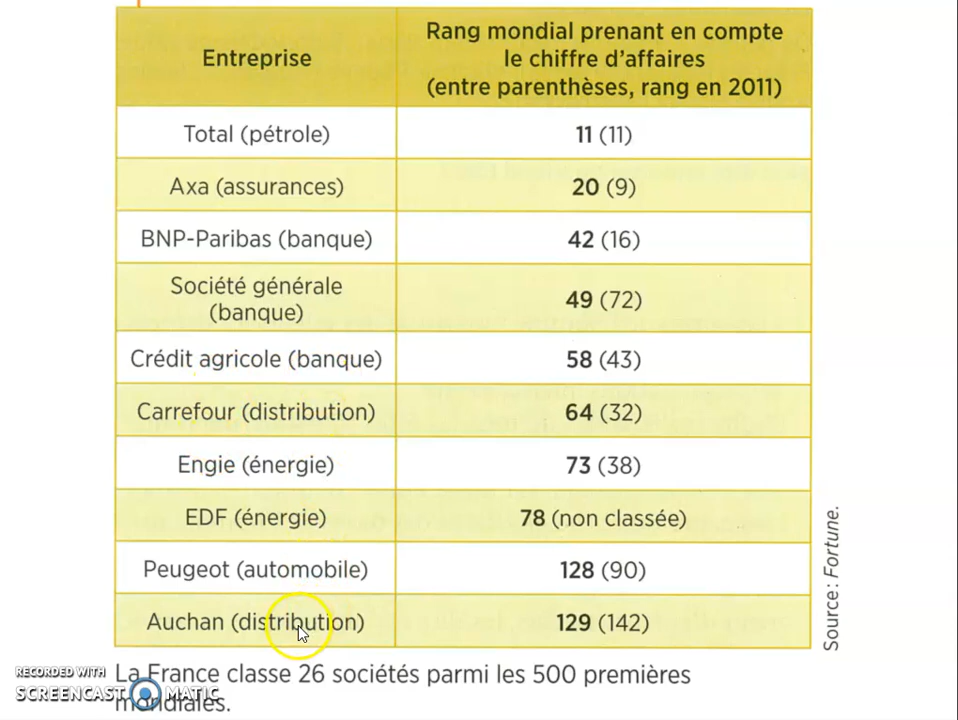 Entreprise
Rang mondial prenant en compte
le chiffre d'affaires
(entre parenthèses, rang en 2011)
Total (pétrole)
11 (11)
Axa (assurances)
20 (9)
BNP-Paribas (banque)
42 (16)
Société générale
(banque)
49 (72)
Crédit agricole (banque)
58 (43)
Carrefour (distribution)
64 (32)
Engie (énergie)
73 (38)
EDF (énergie)
78 (non classée)
Peugeot (automobile)
128 (90)
Auchan (distribution)
129 (142)
Source : Fortune.
La France classe 26 sociétés parmi les 500 premières
mondiales.
RECORDED WITH
SCREENCAST MATIC